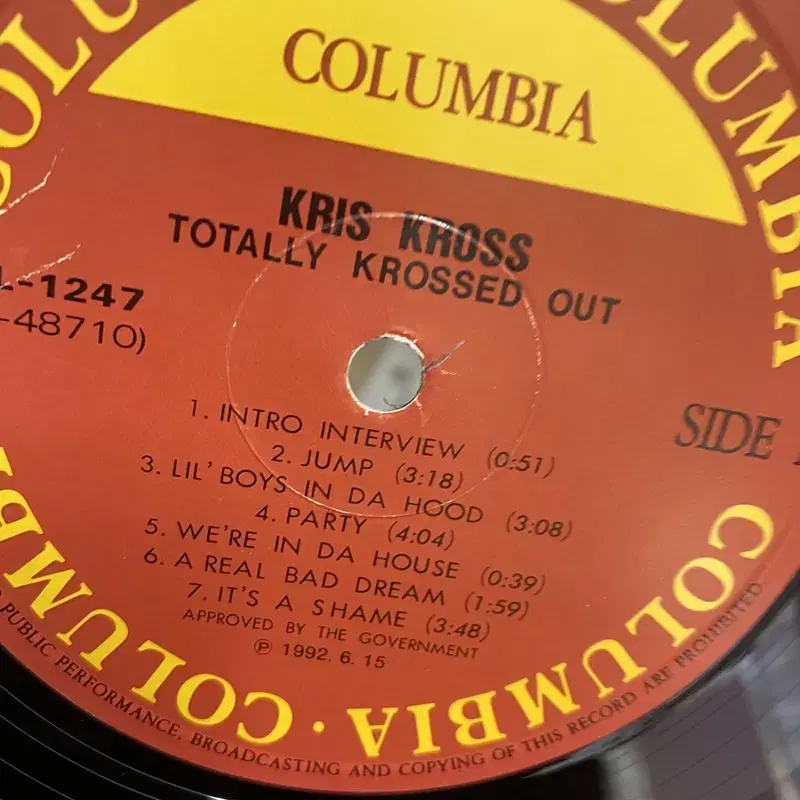 COLUMBIA
KRIS KROSS
TOTALLY KROSSED OUT
-1247
-48710)
SIDE
1. INTRO INTERVIEW (0:51)
2. JUMP (3:18)
3. LIL' BOYS IN DA HOOD (3:08)
4. PARTY (4:04)
5. WE'RE IN DA HOUSE (0:39)
6. A REAL BAD DREAM (1:59)
7. IT'S A SHAME (3:48)
APPROVED BY THE GOVERNMENT
℗ 1992. 6. 15
COLUMBIA
COLUMBIA
COLUMBIA · COLUMBIA
PUBLIC PERFORMANCE, BROADCASTING AND COPYING OF THIS RECORD ARE PROHIBITED